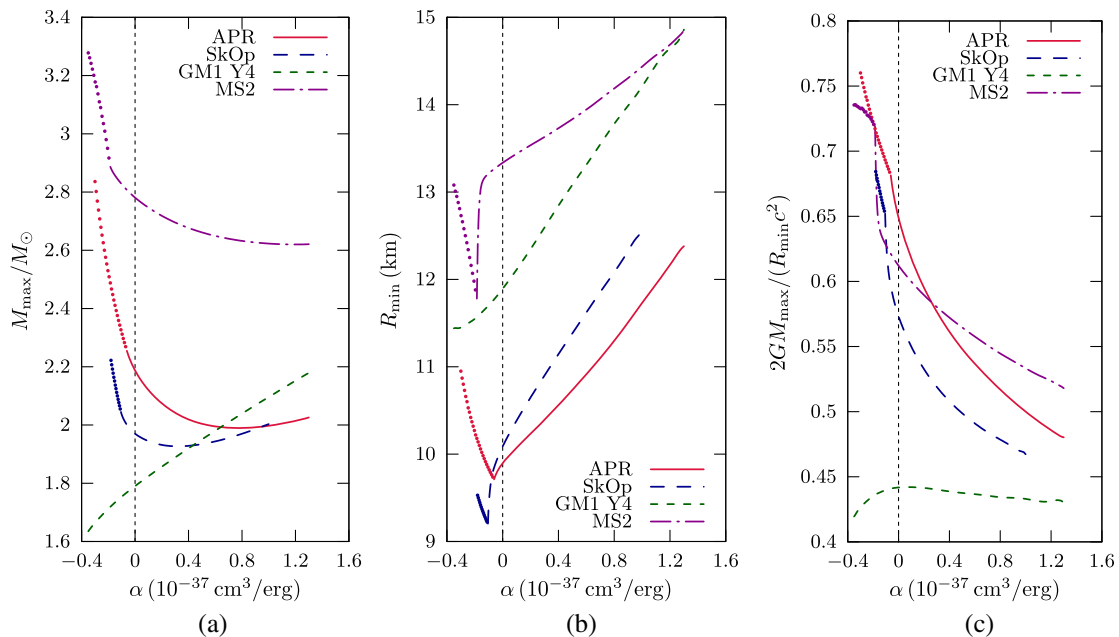 3.4
3.2
3
2.8
2.6
2.4
2.2
2
1.8
1.6
M_max/M_⊙
APR
SkOp
GM1 Y4
MS2
−0.4 0 0.4 0.8 1.2 1.6
α (10^−37 cm^3/erg)
(a)
15
14
13
12
11
10
9
R_min (km)
APR
SkOp
GM1 Y4
MS2
−0.4 0 0.4 0.8 1.2 1.6
α (10^−37 cm^3/erg)
(b)
0.8
0.75
0.7
0.65
0.6
0.55
0.5
0.45
0.4
2GM_max/(R_min c^2)
APR
SkOp
GM1 Y4
MS2
−0.4 0 0.4 0.8 1.2 1.6
α (10^−37 cm^3/erg)
(c)